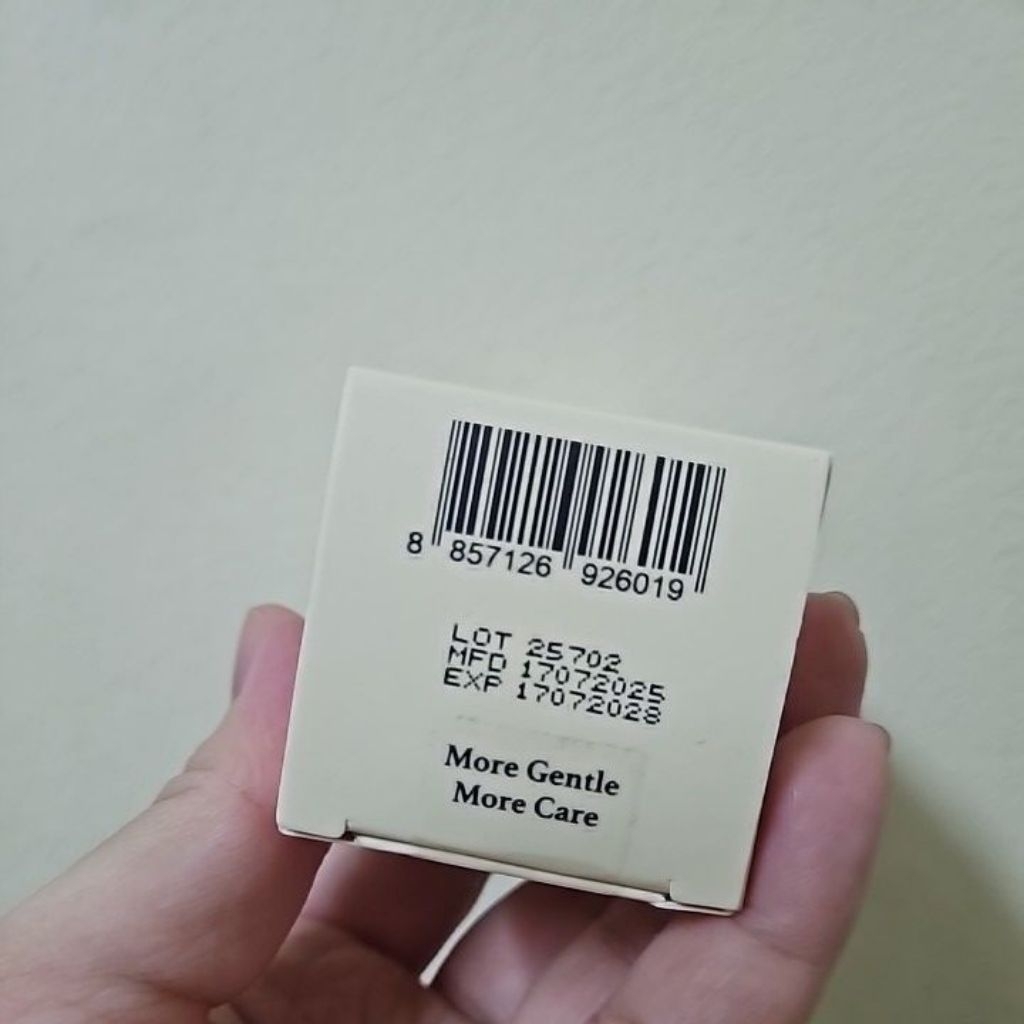 8 857126 926019
LOT 25702
MFD 17072025
EXP 17072028
More Gentle
More Care